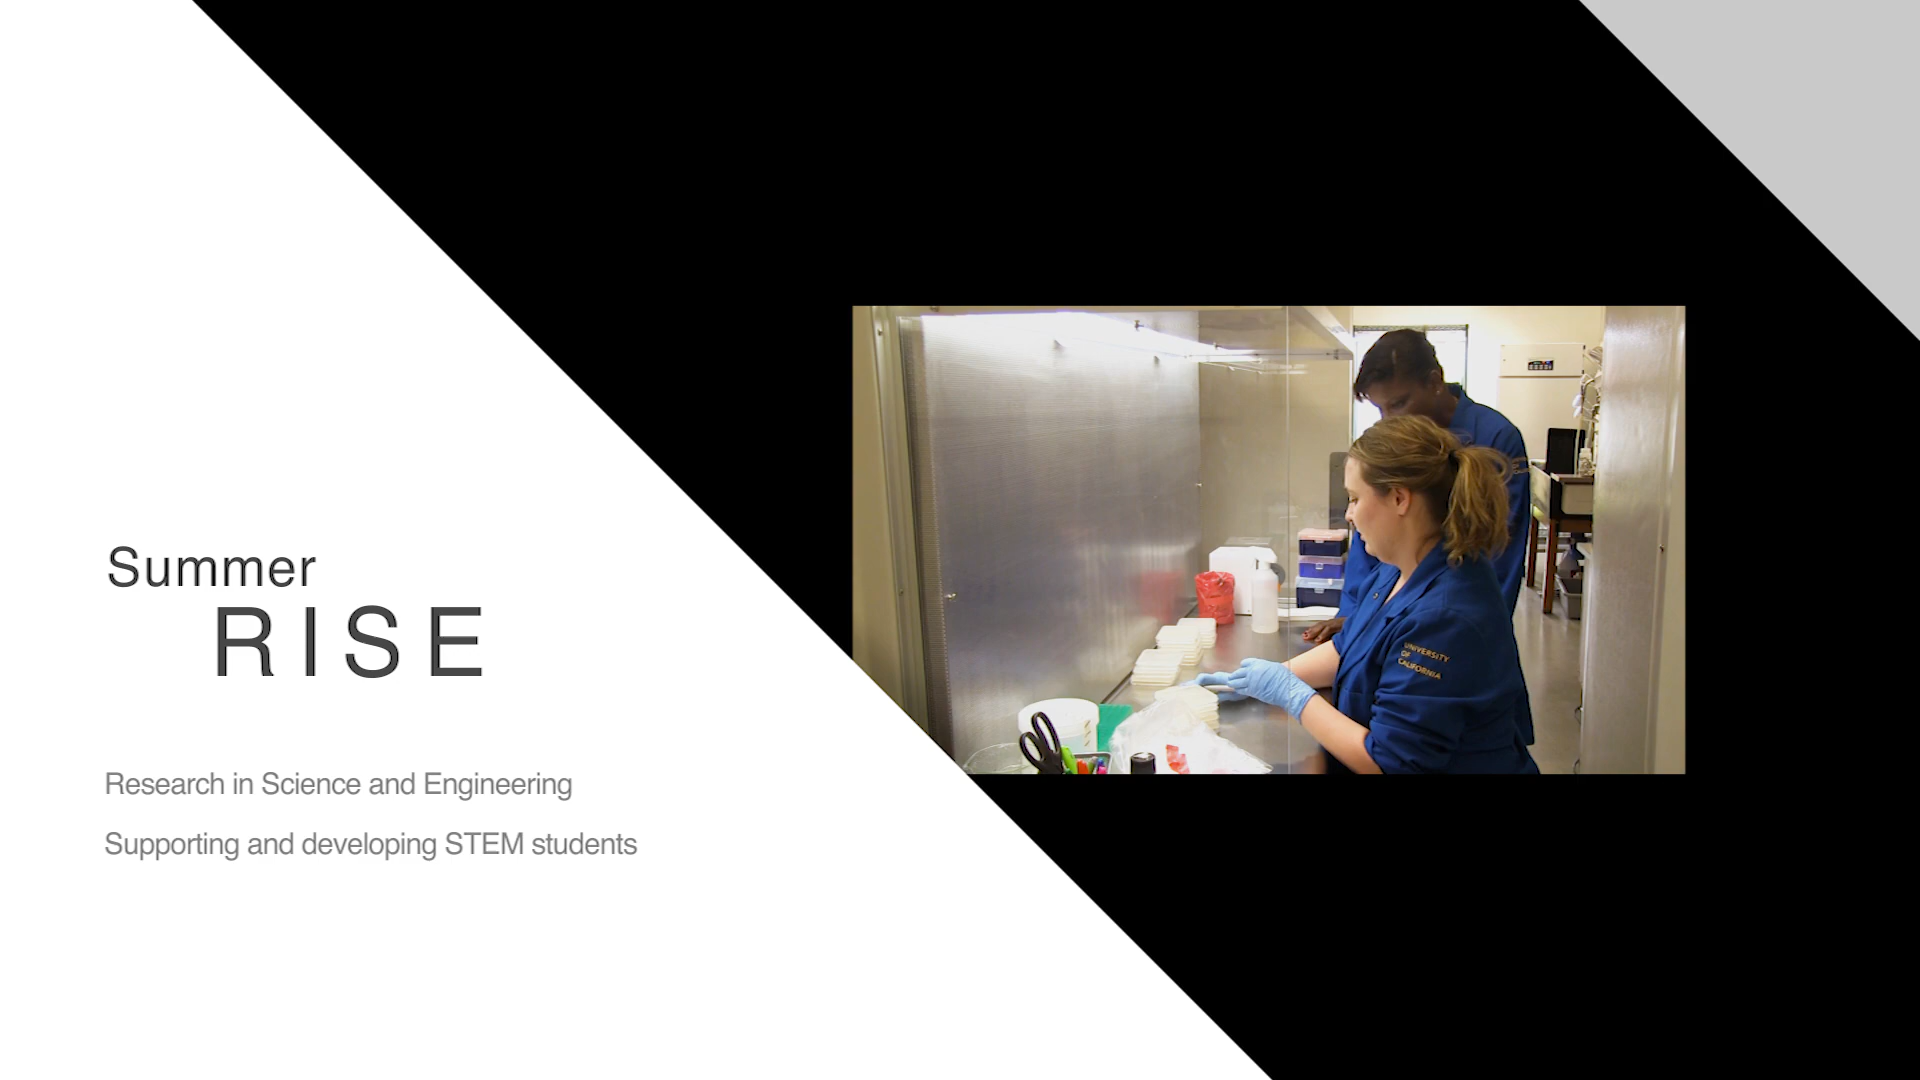 Summer
RISE
Research in Science and Engineering
Supporting and developing STEM students
UNIVERSITY
OF
CALIFORNIA